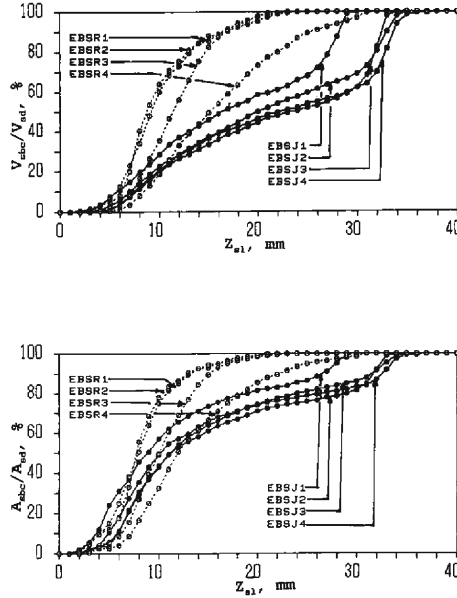 100
80
60
40
20
0
V_sbc/V_sd, %
EBSR1
EBSR2
EBSR3
EBSR4
EBSJ1
EBSJ2
EBSJ3
EBSJ4
0 10 20 30 40
Z_sl, mm
100
80
60
40
20
0
A_sbc/A_sd, %
EBSR1
EBSR2
EBSR3
EBSR4
EBSJ1
EBSJ2
EBSJ3
EBSJ4
0 10 20 30 40
Z_sl, mm